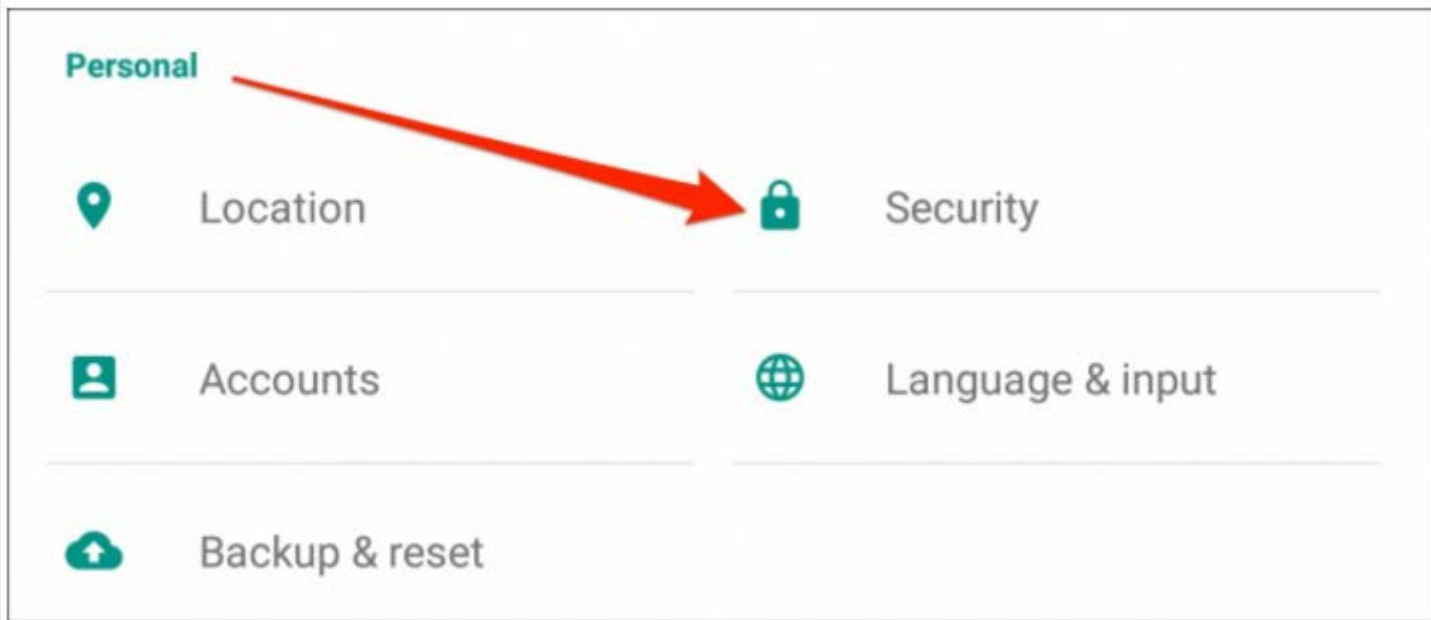 Personal
Location
Security
Accounts
Language & input
Backup & reset